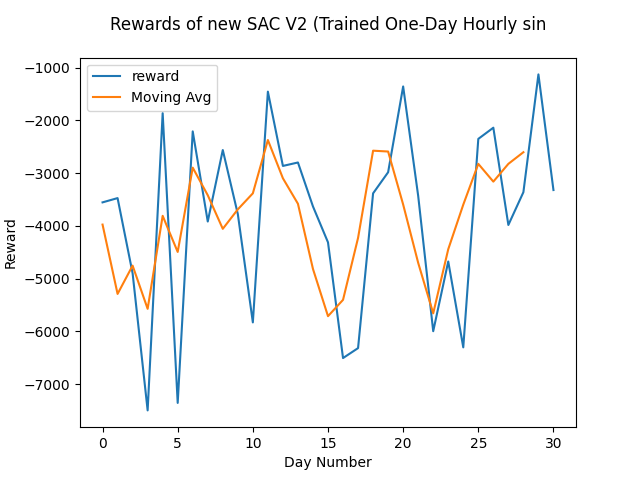 Rewards of new SAC V2 (Trained One-Day Hourly sin
reward
Moving Avg
−1000
−2000
−3000
−4000
−5000
−6000
−7000
Reward
0 5 10 15 20 25 30
Day Number